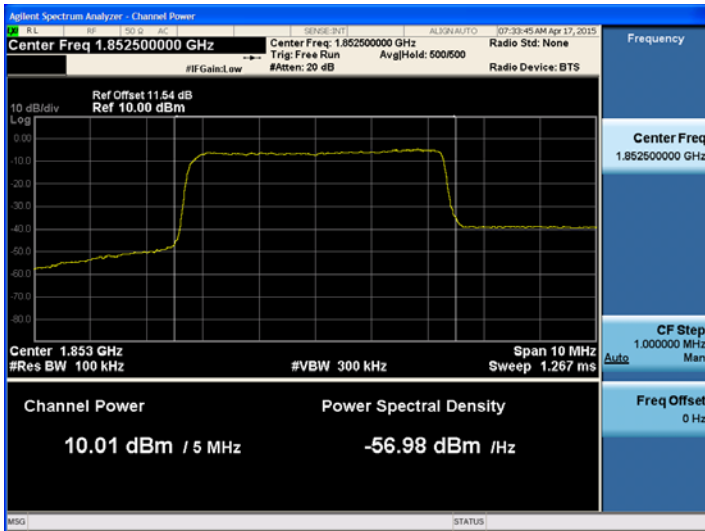 Agilent Spectrum Analyzer - Channel Power
RL RF 50 Ω AC SENSE:INT ALIGN AUTO 07:33:45 AM Apr 17, 2015
Center Freq 1.852500000 GHz
Center Freq: 1.852500000 GHz
Radio Std: None
Trig: Free Run Avg|Hold: 500/500
#IFGain:Low
#Atten: 20 dB
Radio Device: BTS
Frequency
Ref Offset 11.54 dB
10 dB/div Ref 10.00 dBm
Log
0.00
-10.0
-20.0
-30.0
-40.0
-50.0
-60.0
-70.0
-80.0
Center Freq
1.852500000 GHz
Center 1.853 GHz
Span 10 MHz
#Res BW 100 kHz
#VBW 300 kHz
Sweep 1.267 ms
CF Step
1.000000 MHz
Auto Man
Channel Power
Power Spectral Density
10.01 dBm / 5 MHz
-56.98 dBm /Hz
Freq Offset
0 Hz
MSG
STATUS